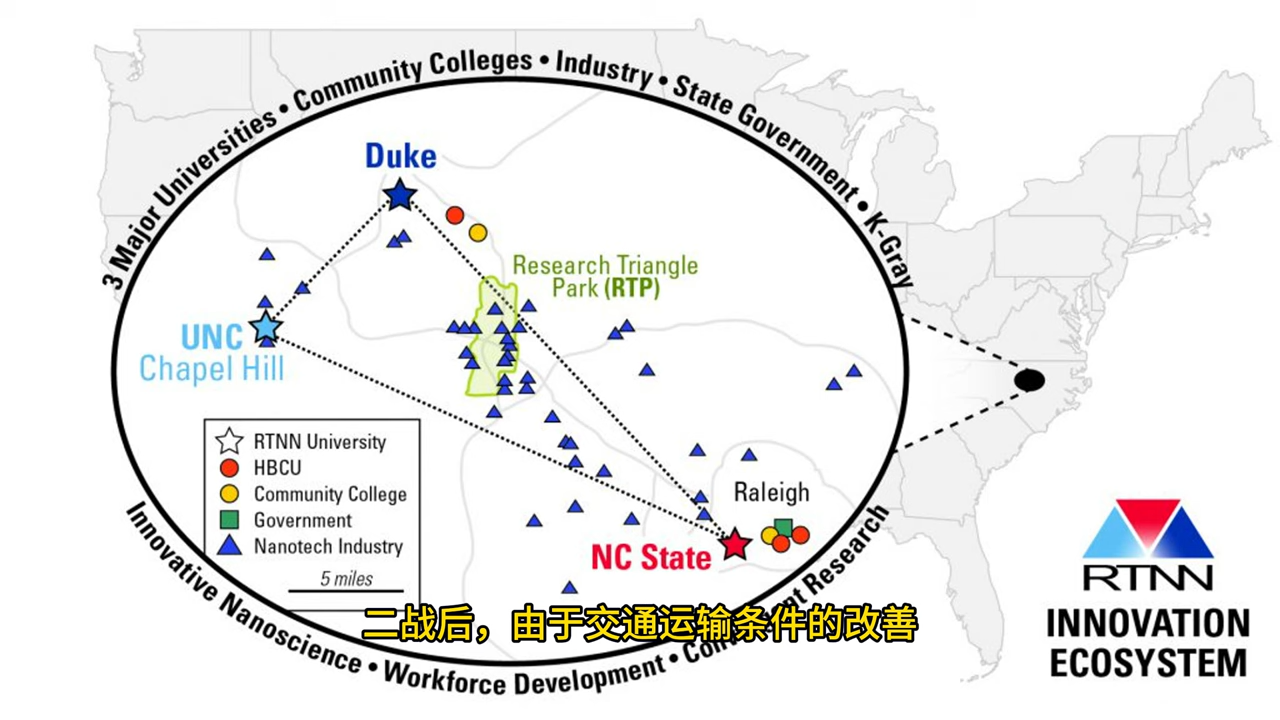 3 Major Universities • Community Colleges • Industry • State Government • K-Gray
Duke
Research Triangle
Park (RTP)
UNC
Chapel Hill
RTNN University
HBCU
Community College
Government
Nanotech Industry
5 miles
Raleigh
NC State
Innovative Nanoscience • Workforce Development • Research
二战后，由于交通运输条件的改善
RTNN
INNOVATION
ECOSYSTEM